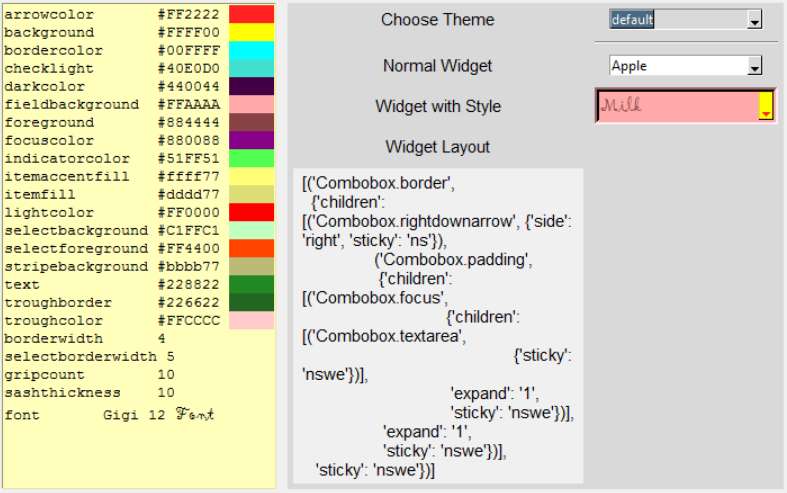 arrowcolor #FF2222
background #FFFF00
bordercolor #00FFFF
checklight #40E0D0
darkcolor #440044
fieldbackground #FFAAAA
foreground #884444
focuscolor #880088
indicatorcolor #51FF51
itemaccentfill #ffff77
itemfill #dddd77
lightcolor #FF0000
selectbackground #C1FFC1
selectforeground #FF4400
stripebackground #bbbb77
text #228822
troughborder #226622
troughcolor #FFCCCC
borderwidth 4
selectborderwidth 5
gripcount 10
sashthickness 10
font Gigi 12 Font
Choose Theme default
Normal Widget Apple
Widget with Style Milk
Widget Layout
[('Combobox.border',
{'children':
[('Combobox.rightdownarrow', {'side':
'right', 'sticky': 'ns'}),
('Combobox.padding',
{'children':
[('Combobox.focus',
{'children':
[('Combobox.textarea',
{'sticky':
'nswe'})],
'expand': '1',
'sticky': 'nswe'})],
'expand': '1',
'sticky': 'nswe'})],
'sticky': 'nswe'})]